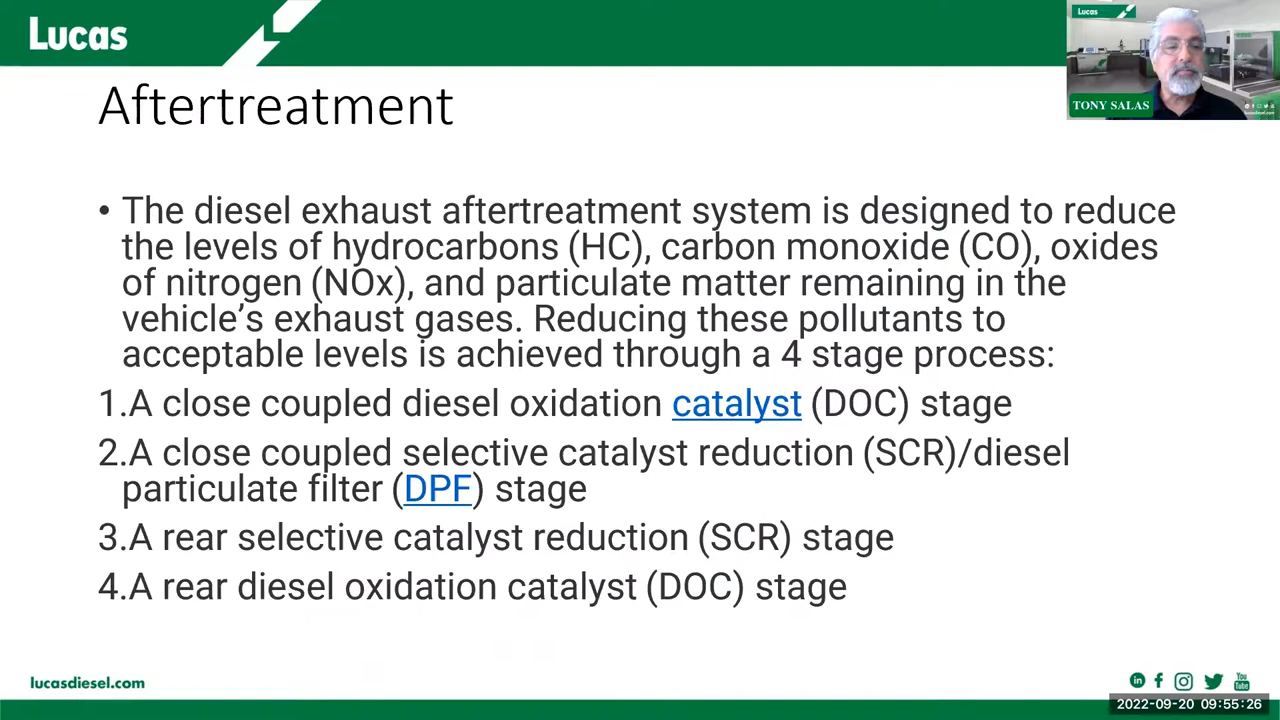 Lucas
Lucas
TONY SALAS
Aftertreatment
• The diesel exhaust aftertreatment system is designed to reduce
the levels of hydrocarbons (HC), carbon monoxide (CO), oxides
of nitrogen (NOx), and particulate matter remaining in the
vehicle’s exhaust gases. Reducing these pollutants to
acceptable levels is achieved through a 4 stage process:
1.A close coupled diesel oxidation catalyst (DOC) stage
2.A close coupled selective catalyst reduction (SCR)/diesel
particulate filter (DPF) stage
3.A rear selective catalyst reduction (SCR) stage
4.A rear diesel oxidation catalyst (DOC) stage
lucasdiesel.com
2022-09-20 09:55:26